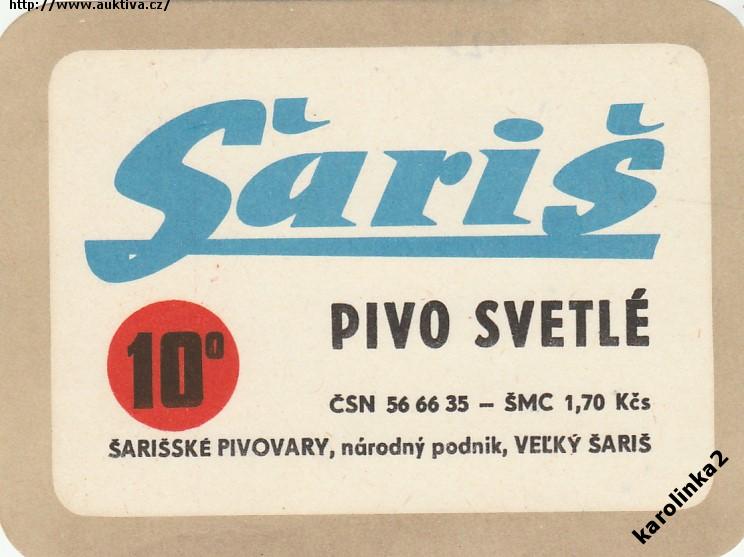 http://www.auktiva.cz/
Šariš
10°
PIVO SVETLÉ
ČSN 56 66 35 – ŠMC 1,70 Kčs
ŠARIŠSKÉ PIVOVARY, národný podnik, VEĽKÝ ŠARIŠ
karolinka2